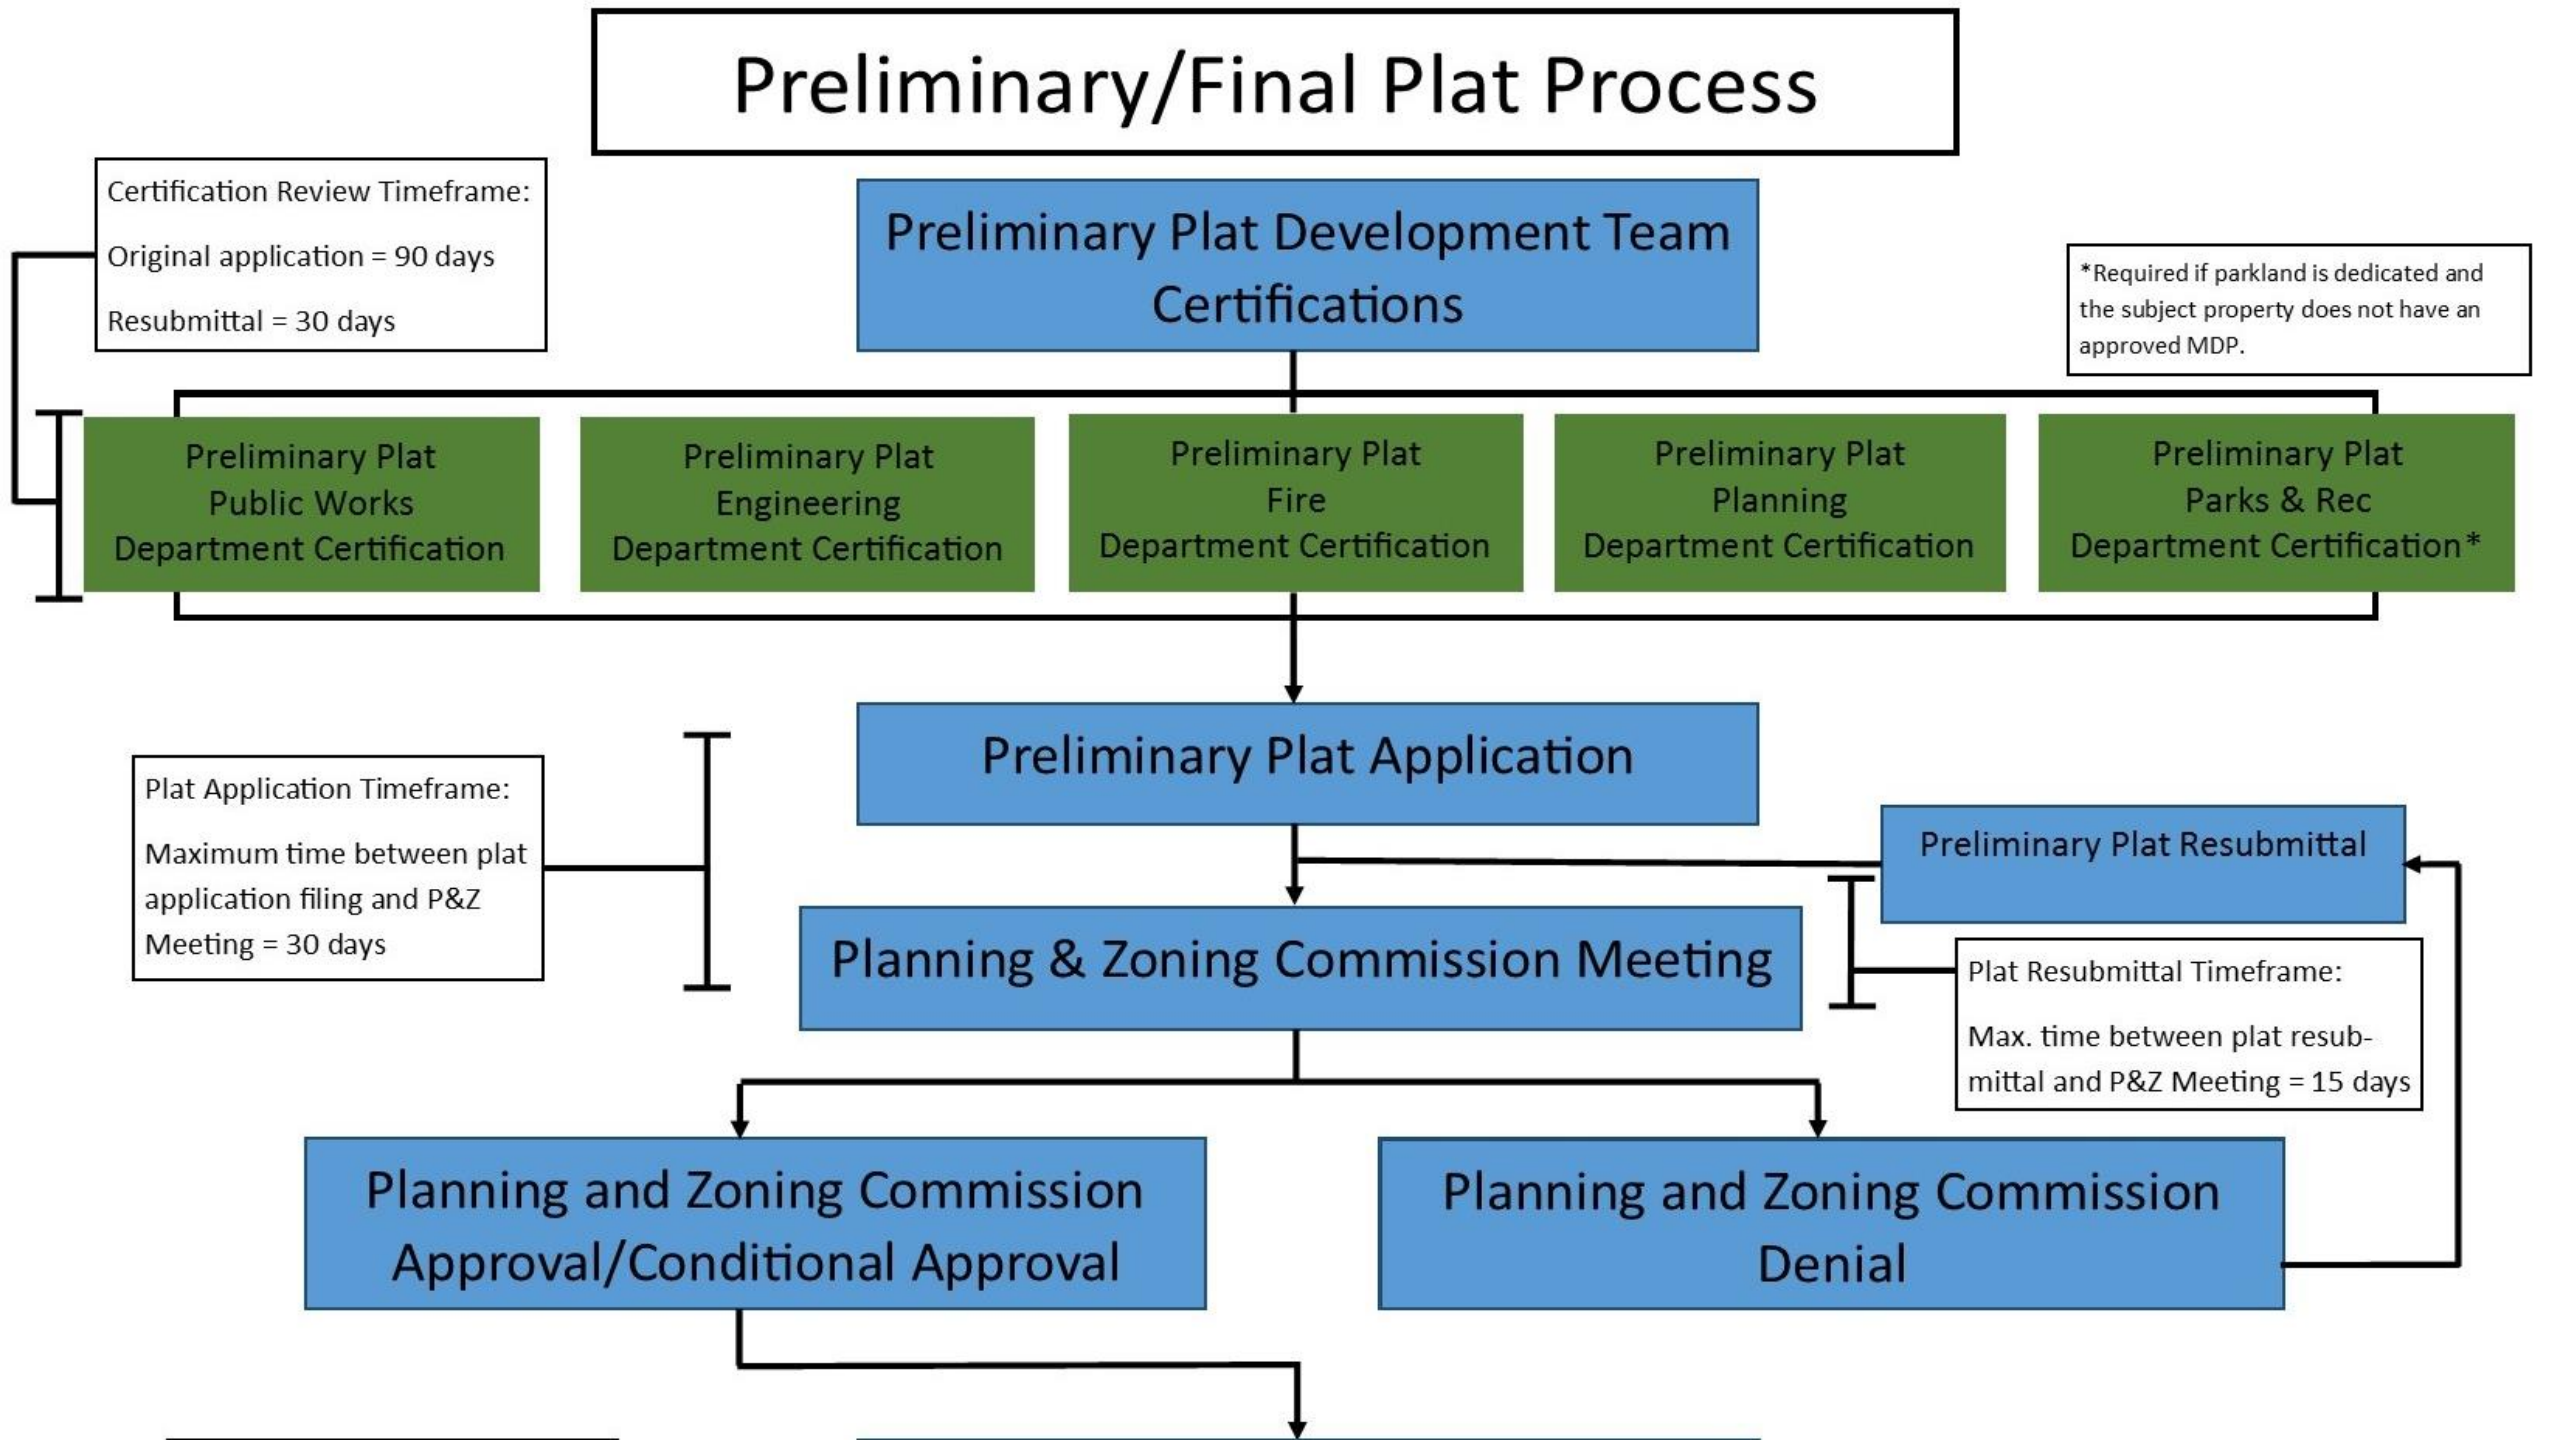 Preliminary/Final Plat Process
Certification Review Timeframe:
Original application = 90 days
Resubmittal = 30 days
Preliminary Plat Development Team
Certifications
*Required if parkland is dedicated and
the subject property does not have an
approved MDP.
Preliminary Plat
Public Works
Department Certification
Preliminary Plat
Engineering
Department Certification
Preliminary Plat
Fire
Department Certification
Preliminary Plat
Planning
Department Certification
Preliminary Plat
Parks & Rec
Department Certification*
Preliminary Plat Application
Plat Application Timeframe:
Maximum time between plat
application filing and P&Z
Meeting = 30 days
Preliminary Plat Resubmittal
Planning & Zoning Commission Meeting
Plat Resubmittal Timeframe:
Max. time between plat resub-
mittal and P&Z Meeting = 15 days
Planning and Zoning Commission
Approval/Conditional Approval
Planning and Zoning Commission
Denial